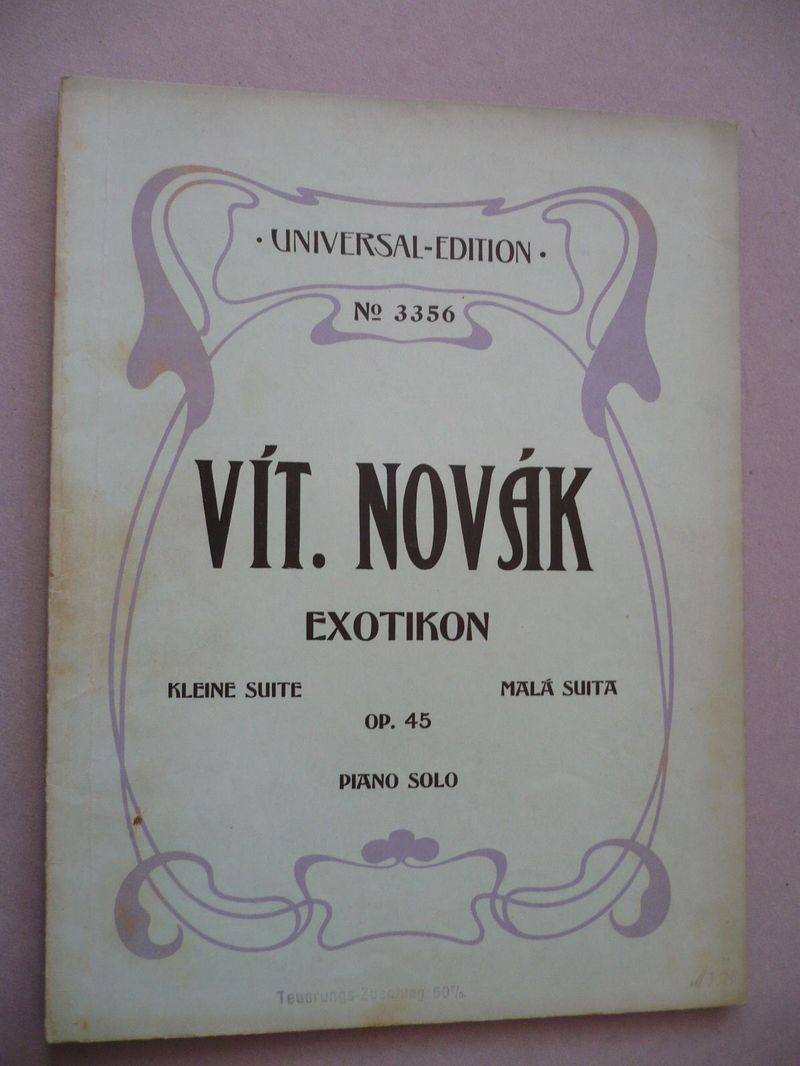 · UNIVERSAL-EDITION ·
Nº 3356
VÍT. NOVÁK
EXOTIKON
KLEINE SUITE MALÁ SUITA
OP. 45
PIANO SOLO
Teuerungs-Zuschlag 50%.